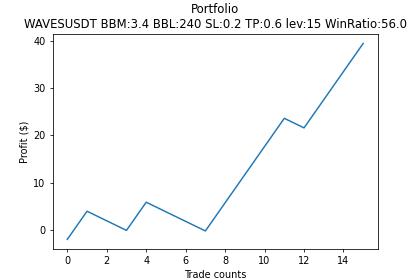 Portfolio
WAVESUSDT BBM:3.4 BBL:240 SL:0.2 TP:0.6 lev:15 WinRatio:56.0
40
30
20
10
0
Profit ($)
0 2 4 6 8 10 12 14
Trade counts